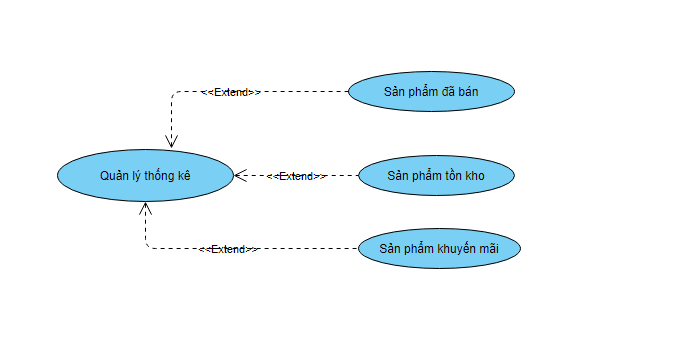 <<Extend>>
Sản phẩm đã bán
Quản lý thống kê
<<Extend>>
Sản phẩm tồn kho
<<Extend>>
Sản phẩm khuyến mãi